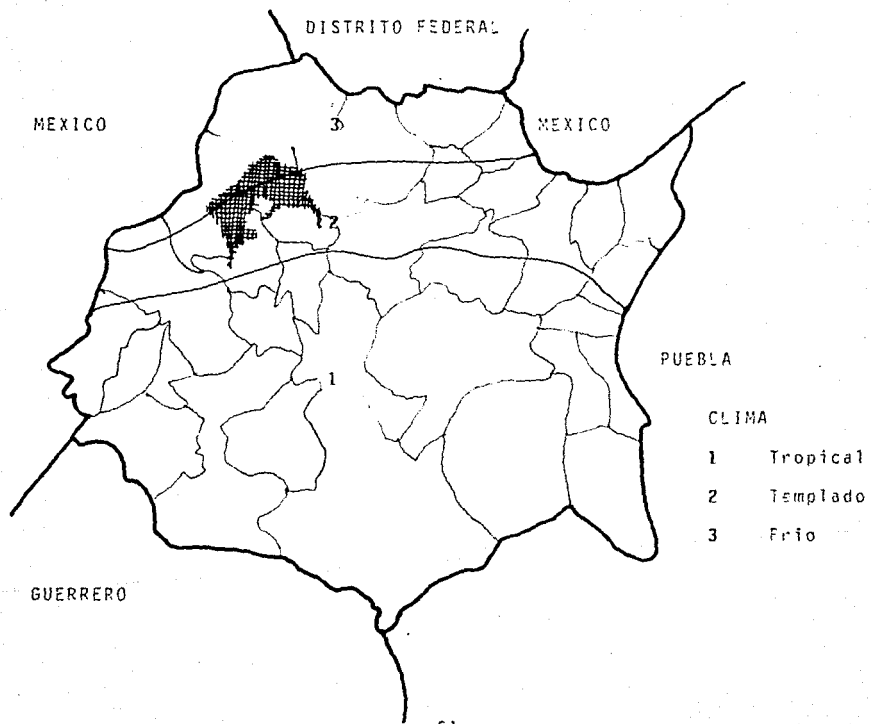 DISTRITO FEDERAL
MEXICO
3
MEXICO
2
1
PUEBLA
CLIMA
1 Tropical
2 Templado
3 Frio
GUERRERO